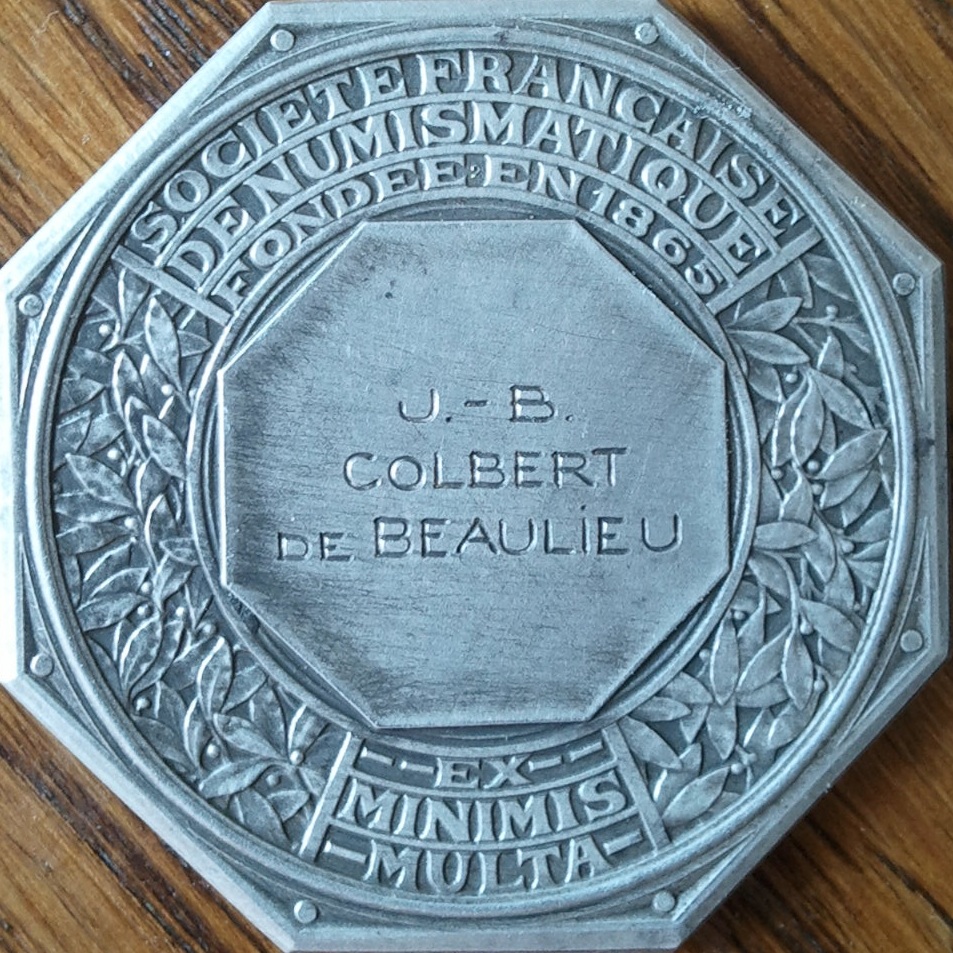 SOCIETE FRANCAISE
DE NUMISMATIQUE
FONDEE EN 1865
J.-B.
COLBERT
DE BEAULIEU
EX
MINIMIS
MULTA